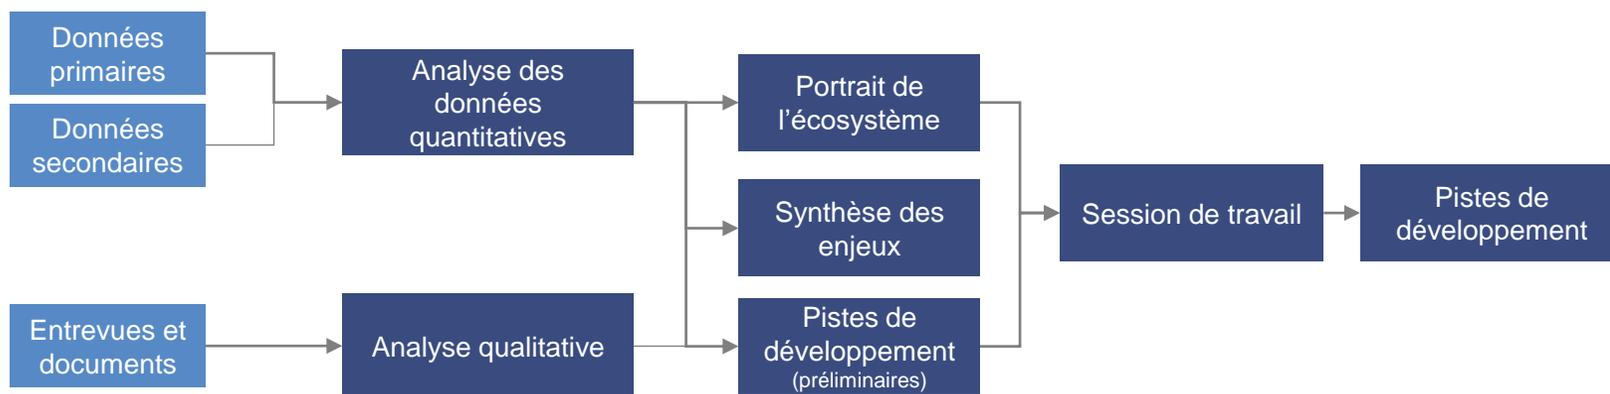 Données
primaires
Données
secondaires
Entrevues et
documents
Analyse des
données
quantitatives
Analyse qualitative
Portrait de
l’écosystème
Synthèse des
enjeux
Pistes de
développement
(préliminaires)
Session de travail
Pistes de
développement